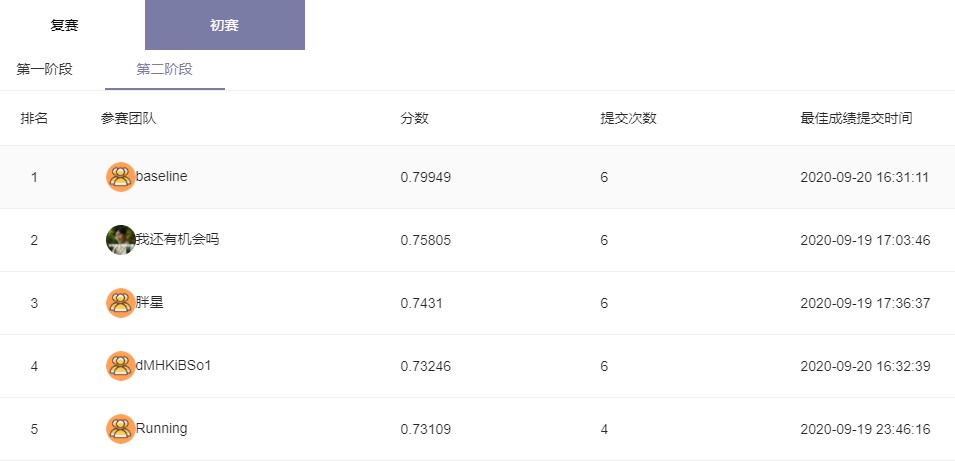 复赛 初赛
第一阶段 第二阶段
排名 参赛团队 分数 提交次数 最佳成绩提交时间
1 baseline 0.79949 6 2020-09-20 16:31:11
2 我还有机会吗 0.75805 6 2020-09-19 17:03:46
3 胖星 0.7431 6 2020-09-19 17:36:37
4 dMHKiBSo1 0.73246 6 2020-09-20 16:32:39
5 Running 0.73109 4 2020-09-19 23:46:16